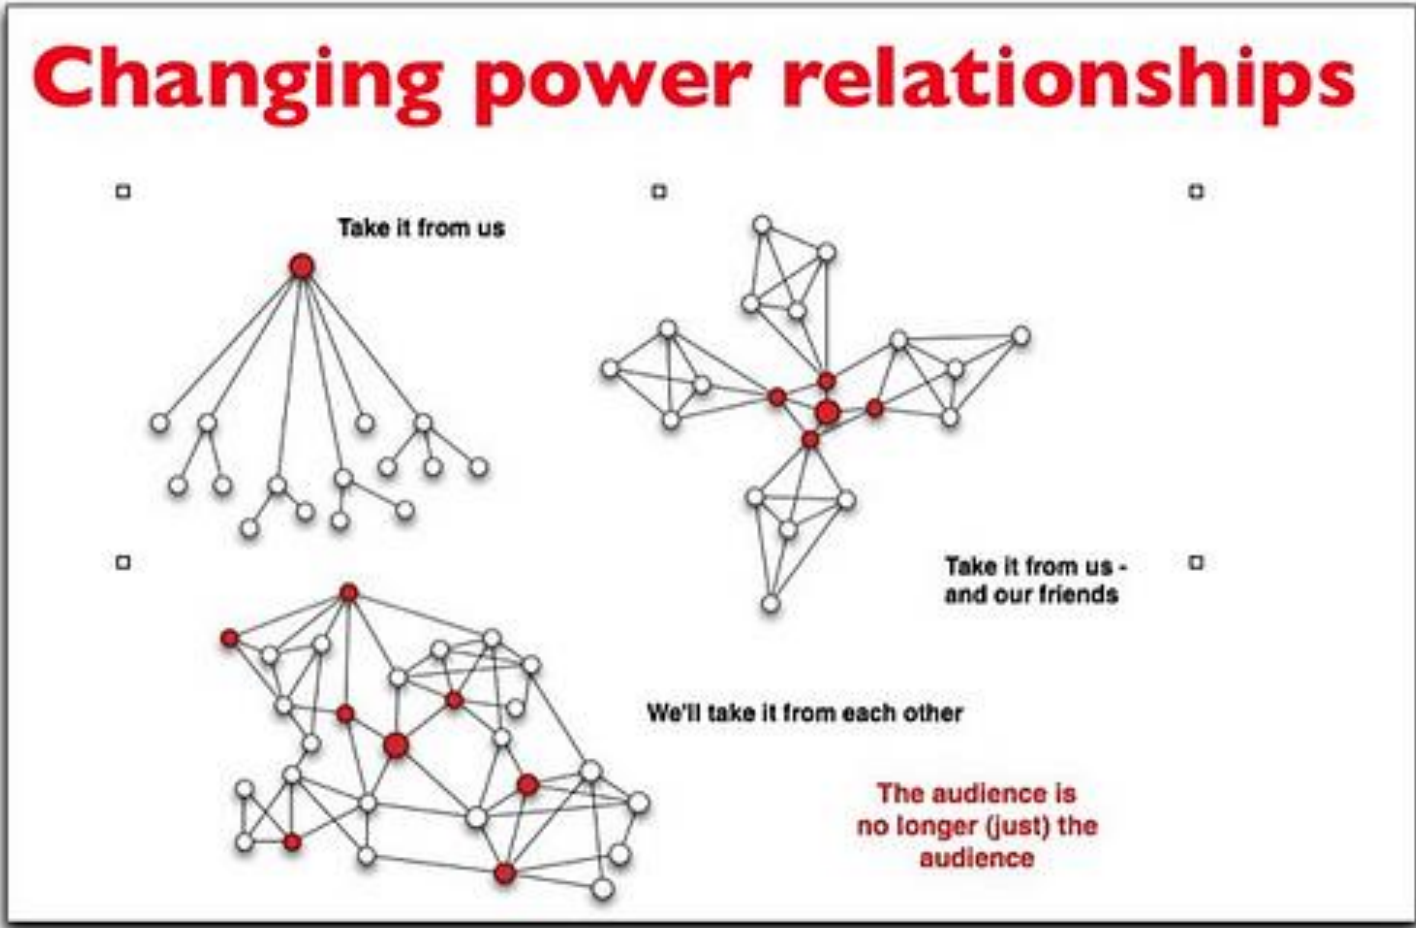 Changing power relationships
Take it from us
Take it from us -
and our friends
We'll take it from each other
The audience is
no longer (just) the
audience